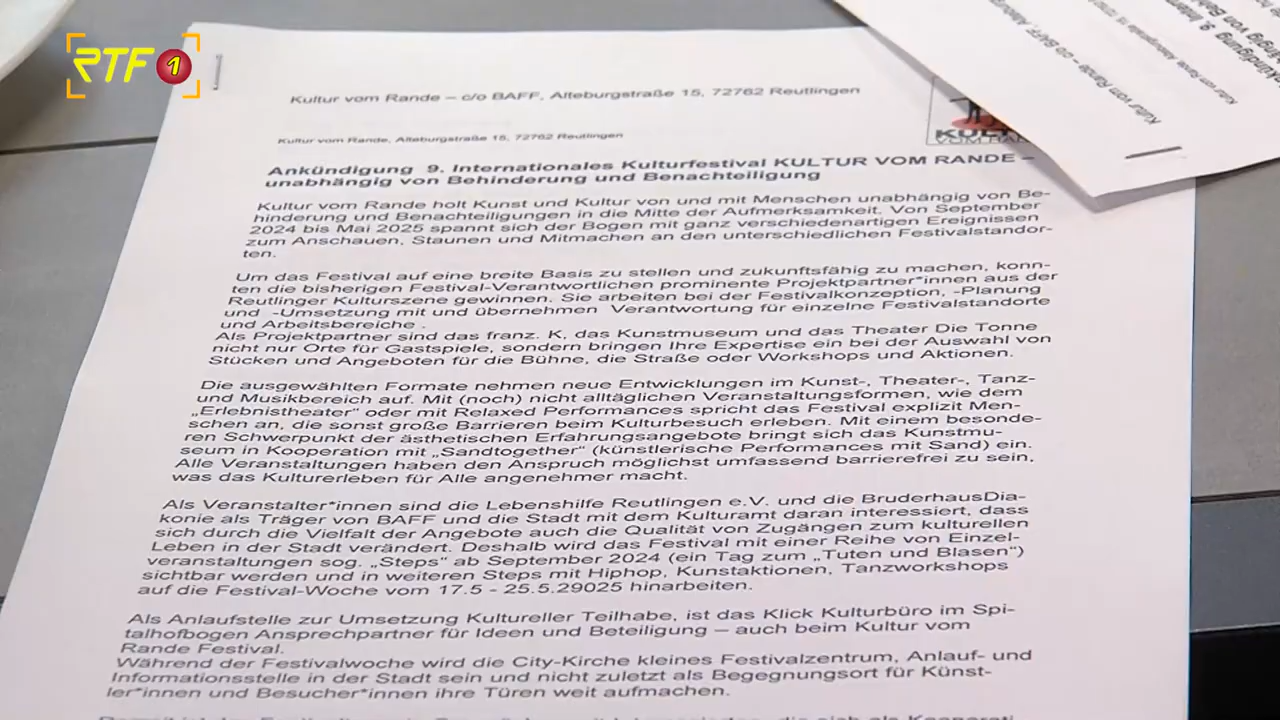 RTF 1
Kultur vom Rande – c/o BAFF, Alteburgstraße 15, 72762 Reutlingen
Kultur vom Rande, Alteburgstraße 15, 72762 Reutlingen
KUL
VOM RAN
Ankündigung 9. Internationales Kulturfestival KULTUR VOM RANDE –
unabhängig von Behinderung und Benachteiligung
Kultur vom Rande holt Kunst und Kultur von und mit Menschen unabhängig von Be-
hinderung und Benachteiligungen in die Mitte der Aufmerksamkeit. Von September
2024 bis Mai 2025 spannt sich der Bogen mit ganz verschiedenartigen Ereignissen
zum Anschauen, Staunen und Mitmachen an den unterschiedlichen Festivalstandor-
ten.
Um das Festival auf eine breite Basis zu stellen und zukunftsfähig zu machen, konn-
ten die bisherigen Festival-Verantwortlichen prominente Projektpartner*innen aus der
Reutlinger Kulturszene gewinnen. Sie arbeiten bei der Festivalkonzeption, -Planung
und -Umsetzung mit und übernehmen Verantwortung für einzelne Festivalstandorte
und Arbeitsbereiche .
Als Projektpartner sind das franz. K, das Kunstmuseum und das Theater Die Tonne
nicht nur Orte für Gastspiele, sondern bringen Ihre Expertise ein bei der Auswahl von
Stücken und Angeboten für die Bühne, die Straße oder Workshops und Aktionen.
Die ausgewählten Formate nehmen neue Entwicklungen im Kunst-, Theater-, Tanz-
und Musikbereich auf. Mit (noch) nicht alltäglichen Veranstaltungsformen, wie dem
„Erlebnistheater“ oder mit Relaxed Performances spricht das Festival explizit Men-
schen an, die sonst große Barrieren beim Kulturbesuch erleben. Mit einem besonde-
ren Schwerpunkt der ästhetischen Erfahrungsangebote bringt sich das Kunstmu-
seum in Kooperation mit „Sandtogether“ (künstlerische Performances mit Sand) ein.
Alle Veranstaltungen haben den Anspruch möglichst umfassend barrierefrei zu sein,
was das Kulturerleben für Alle angenehmer macht.
Als Veranstalter*innen sind die Lebenshilfe Reutlingen e.V. und die BruderhausDia-
konie als Träger von BAFF und die Stadt mit dem Kulturamt daran interessiert, dass
sich durch die Vielfalt der Angebote auch die Qualität von Zugängen zum kulturellen
Leben in der Stadt verändert. Deshalb wird das Festival mit einer Reihe von Einzel-
veranstaltungen sog. „Steps“ ab September 2024 (ein Tag zum „Tuten und Blasen“)
sichtbar werden und in weiteren Steps mit Hiphop, Kunstaktionen, Tanzworkshops
auf die Festival-Woche vom 17.5 - 25.5.29025 hinarbeiten.
Als Anlaufstelle zur Umsetzung Kultureller Teilhabe, ist das Klick Kulturbüro im Spi-
talhofbogen Ansprechpartner für Ideen und Beteiligung – auch beim Kultur vom
Rande Festival.
Während der Festivalwoche wird die City-Kirche kleines Festivalzentrum, Anlauf- und
Informationsstelle in der Stadt sein und nicht zuletzt als Begegnungsort für Künst-
ler*innen und Besucher*innen ihre Türen weit aufmachen.
Kultur vom Rande – c/o BAFF,